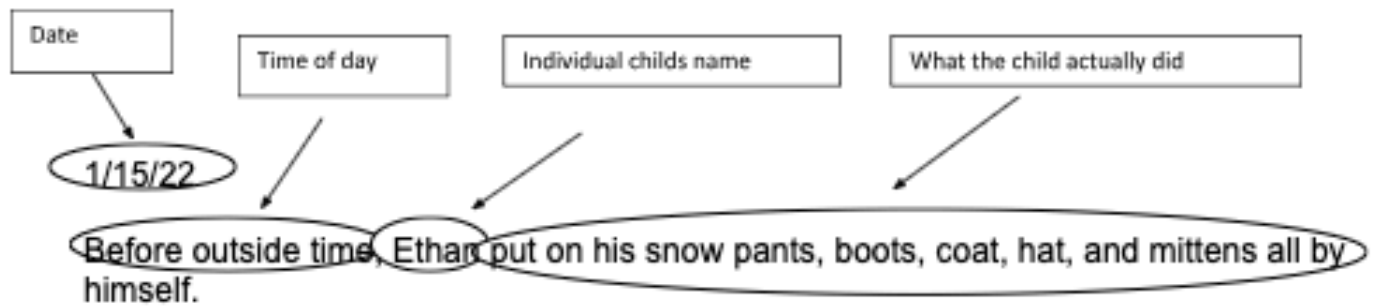 Date
Time of day
Individual childs name
What the child actually did
1/15/22
Before outside time, Ethan put on his snow pants, boots, coat, hat, and mittens all by
himself.